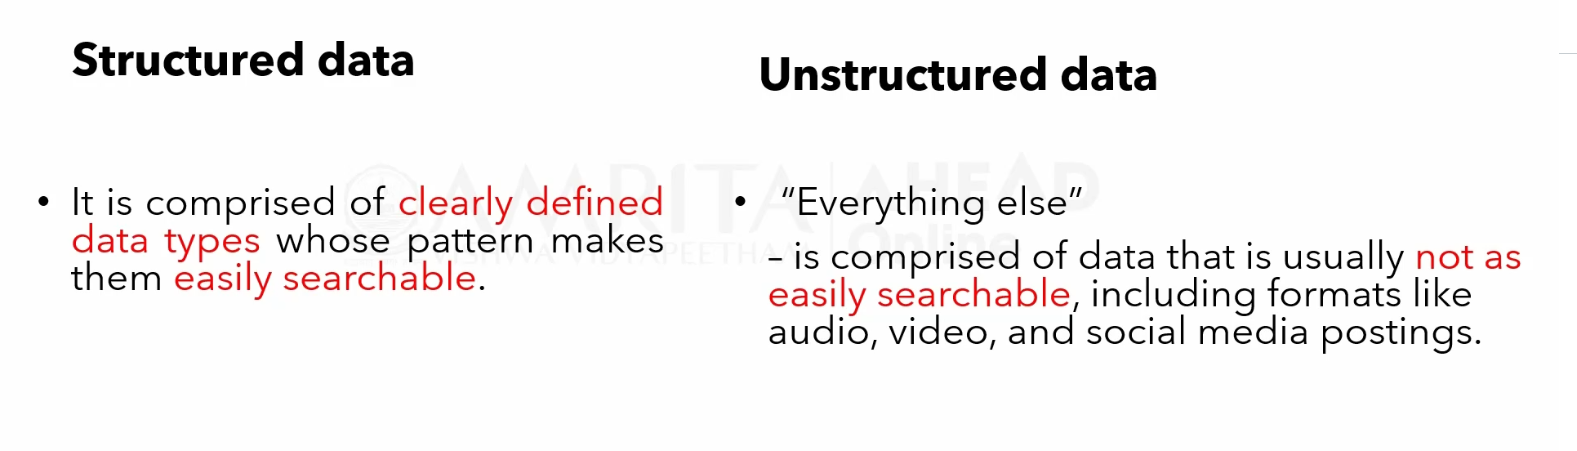 Structured data
• It is comprised of clearly defined
data types whose pattern makes
them easily searchable.
Unstructured data
• “Everything else”
– is comprised of data that is usually not as
easily searchable, including formats like
audio, video, and social media postings.
AMRITA
VISHWA VIDYAPEETHAM
AHEAD
Online